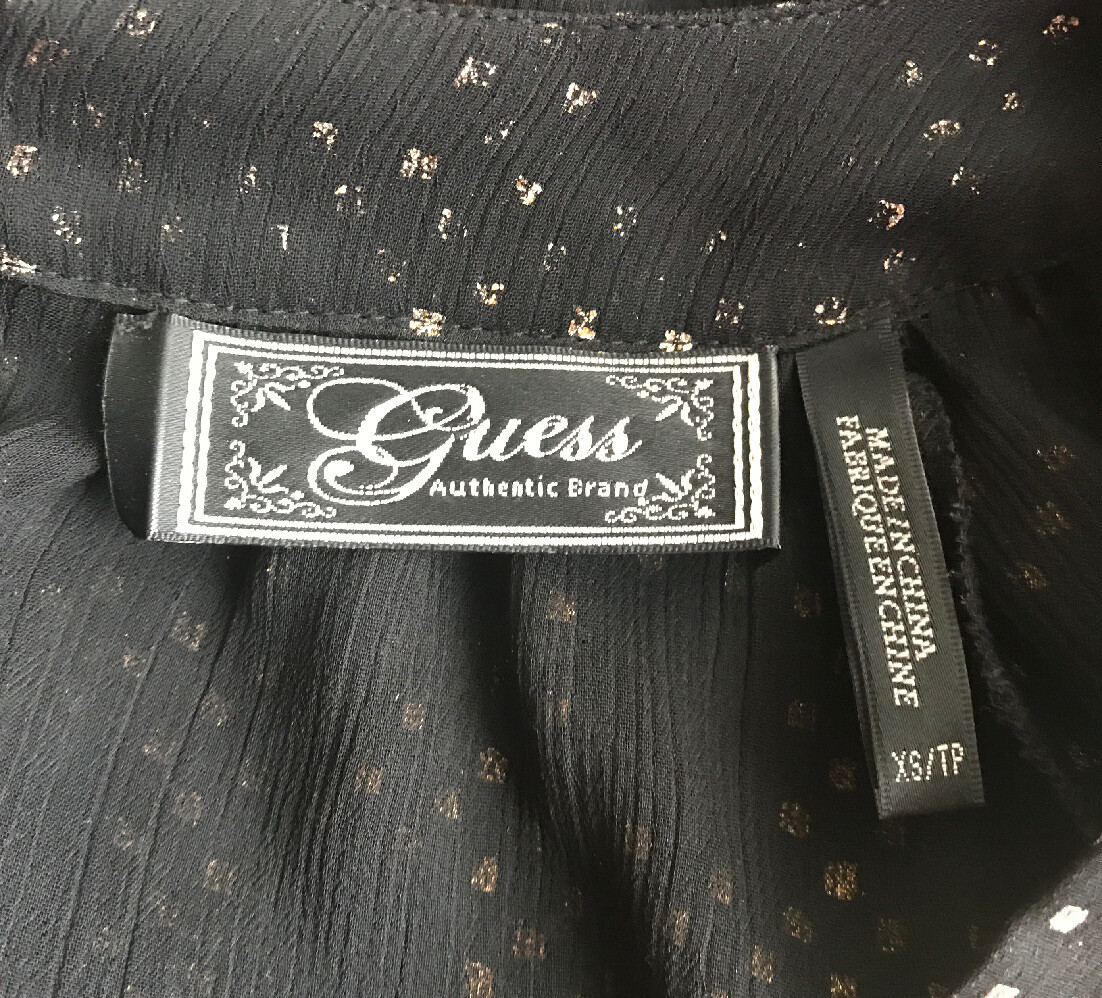 Guess
Authentic Brand
MADE IN CHINA
FABRIQUE EN CHINE
XS/TP